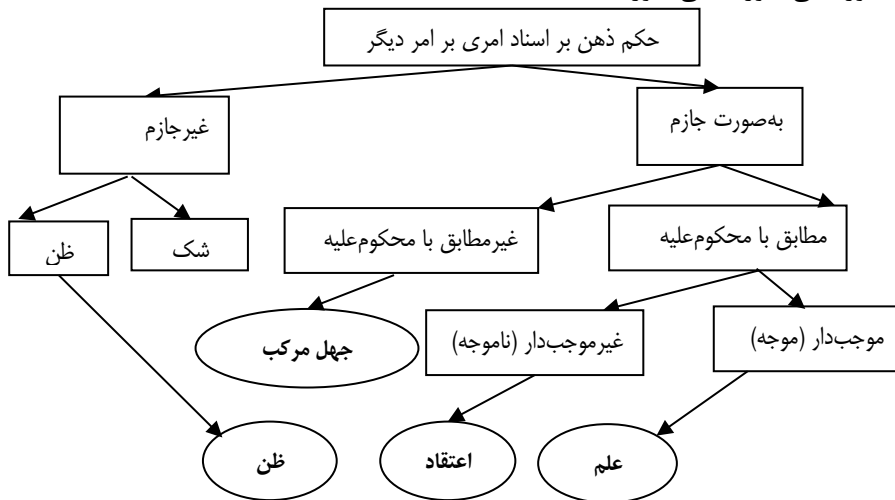 حکم ذهن بر اسناد امری بر امر دیگر
به‌صورت جازم
غیرجازم
مطابق با محکوم‌علیه
غیرمطابق با محکوم‌علیه
شک
ظن
موجب‌دار (موجه)
غیرموجب‌دار (ناموجه)
جهل مرکب
علم
اعتقاد
ظن